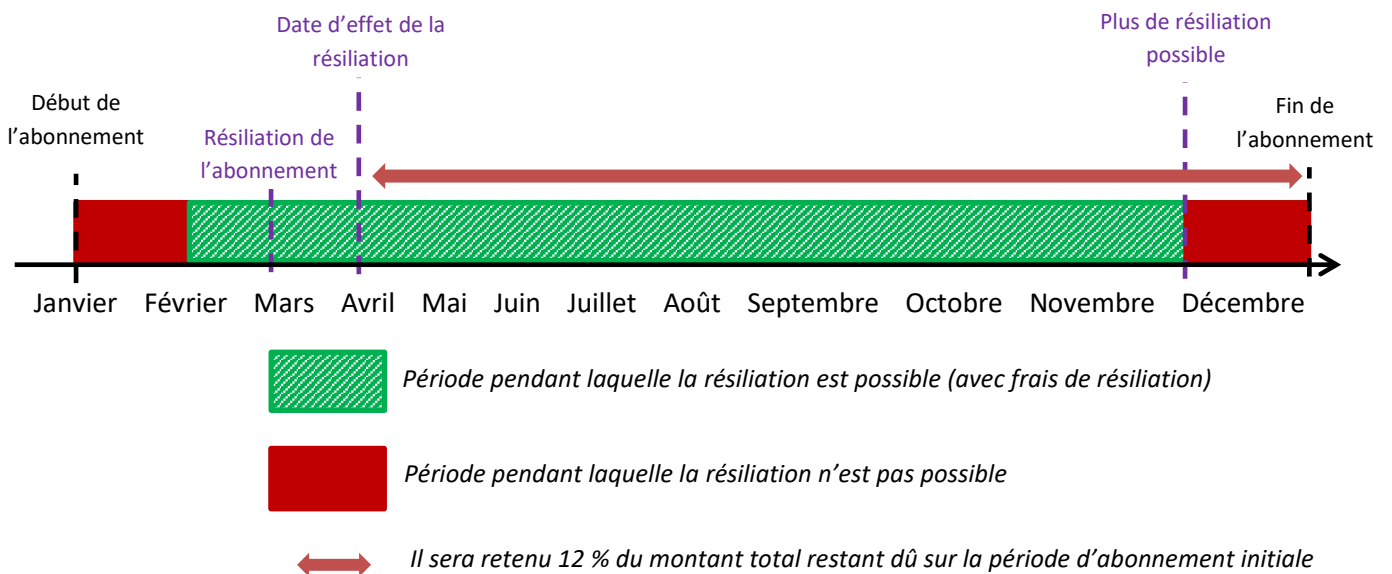 Date d’effet de la
résiliation
Plus de résiliation
possible
Début de
l’abonnement
Résiliation de
l’abonnement
Fin de
l’abonnement
Janvier Février Mars Avril Mai Juin Juillet Août Septembre Octobre Novembre Décembre
Période pendant laquelle la résiliation est possible (avec frais de résiliation)
Période pendant laquelle la résiliation n’est pas possible
Il sera retenu 12 % du montant total restant dû sur la période d’abonnement initiale